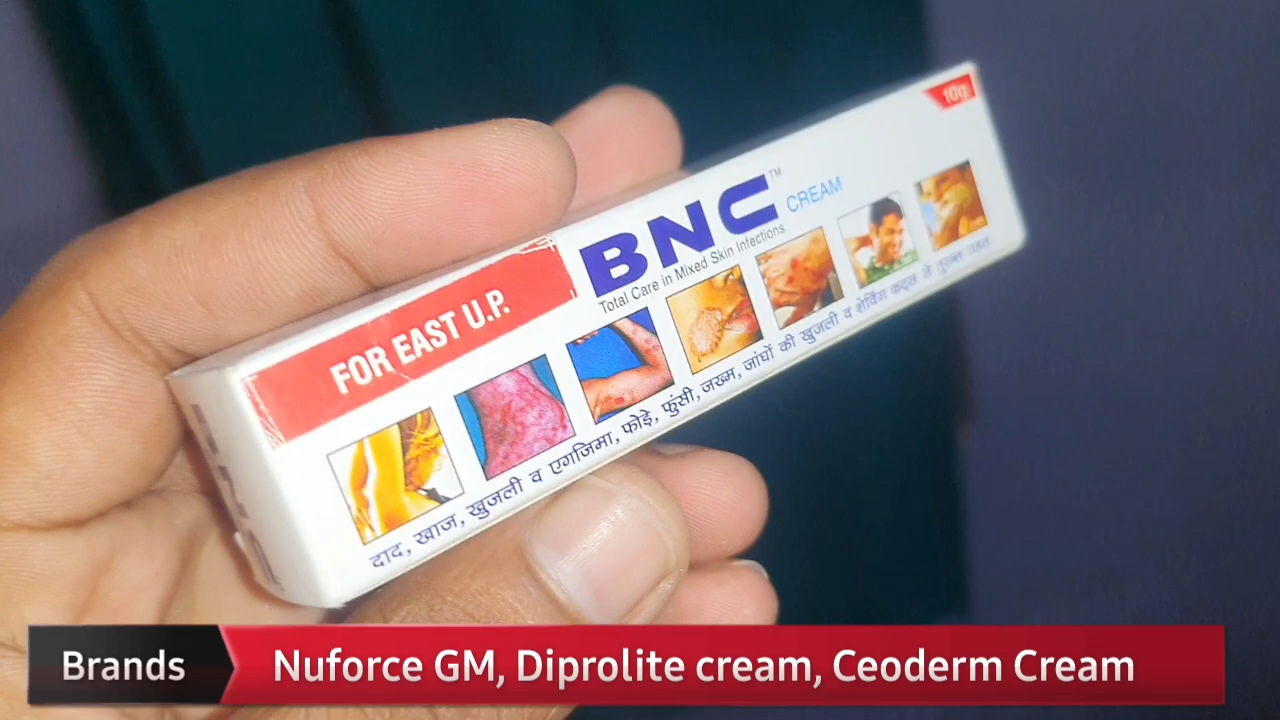 10g
BNC™ CREAM
Total Care in Mixed Skin Infections
FOR EAST U.P.
दाद, खाज, खुजली व एगजिमा, फोड़े, फुंसी, जख्म, जांघों की खुजली व शेविंग कट्स से तुरन्त राहत
Brands
Nuforce GM, Diprolite cream, Ceoderm Cream